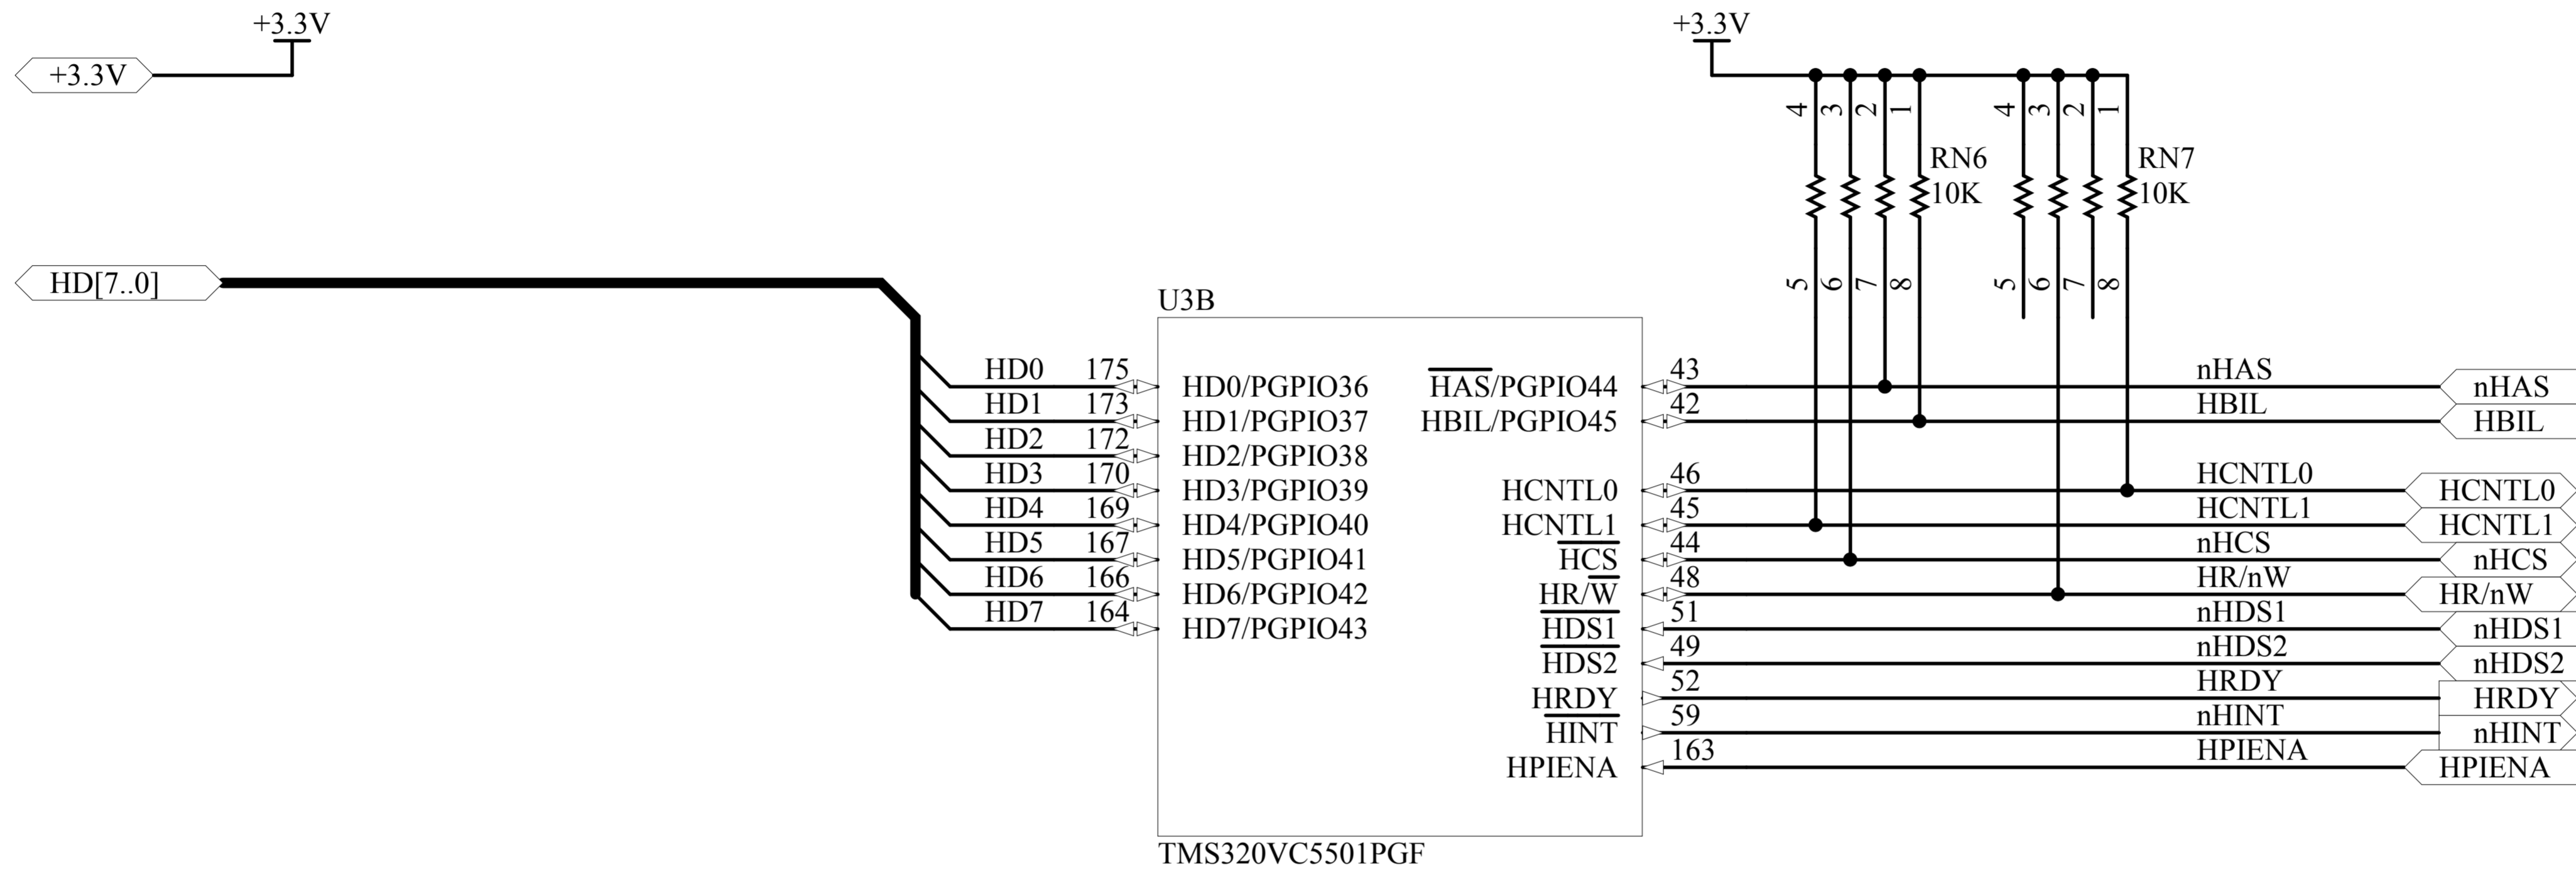 +3.3V
+3.3V
+3.3V
4 3 2 1
4 3 2 1
RN6
10K
RN7
10K
5 6 7 8
5 6 7 8
HD[7..0]
U3B
HD0 175 HD0/PGPIO36
HD1 173 HD1/PGPIO37
HD2 172 HD2/PGPIO38
HD3 170 HD3/PGPIO39
HD4 169 HD4/PGPIO40
HD5 167 HD5/PGPIO41
HD6 166 HD6/PGPIO42
HD7 164 HD7/PGPIO43
HAS/PGPIO44 43 nHAS nHAS
HBIL/PGPIO45 42 HBIL HBIL
HCNTL0 46 HCNTL0 HCNTL0
HCNTL1 45 HCNTL1 HCNTL1
HCS 44 nHCS nHCS
HR/W 48 HR/nW HR/nW
HDS1 51 nHDS1 nHDS1
HDS2 49 nHDS2 nHDS2
HRDY 52 HRDY HRDY
HINT 59 nHINT nHINT
HPIENA 163 HPIENA HPIENA
TMS320VC5501PGF